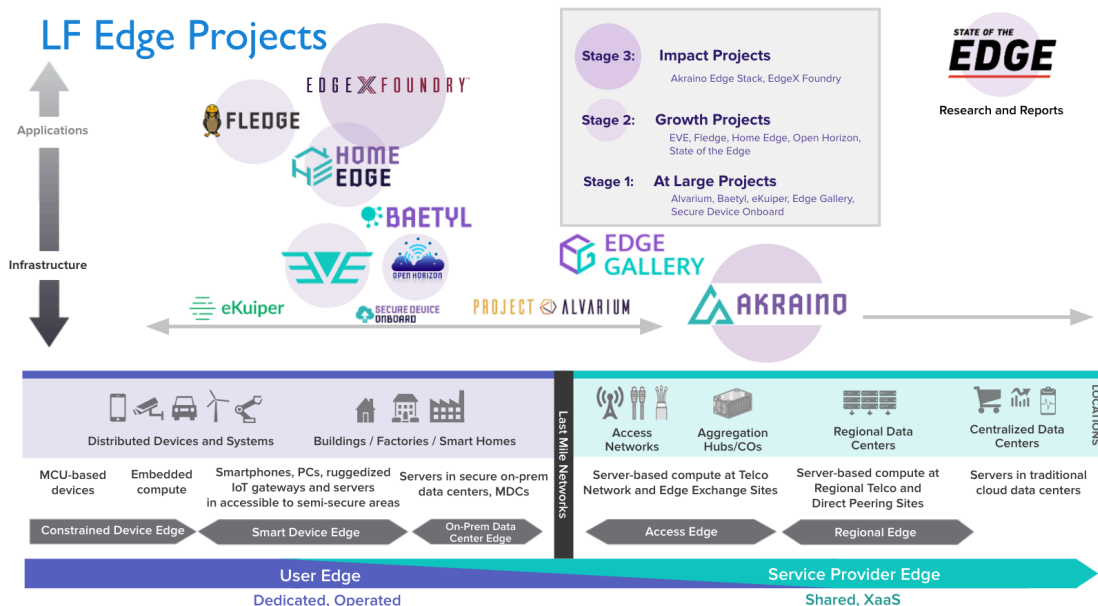 LF Edge Projects
Applications
Infrastructure
EDGE X FOUNDRY™
FLEDGE
HOME
EDGE
BAETYL
EVE
OPEN HORIZON
eKuiper
SECURE DEVICE
ONBOARD
PROJECT ALVARIUM
EDGE
GALLERY
AKRAINO
Stage 3: Impact Projects
Akraino Edge Stack, EdgeX Foundry
Stage 2: Growth Projects
EVE, Fledge, Home Edge, Open Horizon,
State of the Edge
Stage 1: At Large Projects
Alvarium, Baetyl, eKuiper, Edge Gallery,
Secure Device Onboard
STATE OF THE
EDGE
Research and Reports
Distributed Devices and Systems
Buildings / Factories / Smart Homes
Last Mile Networks
Access
Networks
Aggregation
Hubs/COs
Regional Data
Centers
Centralized Data
Centers
LOCATIONS
MCU-based
devices
Embedded
compute
Smartphones, PCs, ruggedized
IoT gateways and servers
in accessible to semi-secure areas
Servers in secure on-prem
data centers, MDCs
Server-based compute at Telco
Network and Edge Exchange Sites
Server-based compute at
Regional Telco and
Direct Peering Sites
Servers in traditional
cloud data centers
Constrained Device Edge
Smart Device Edge
On-Prem Data
Center Edge
Access Edge
Regional Edge
User Edge
Service Provider Edge
Dedicated, Operated
Shared, XaaS